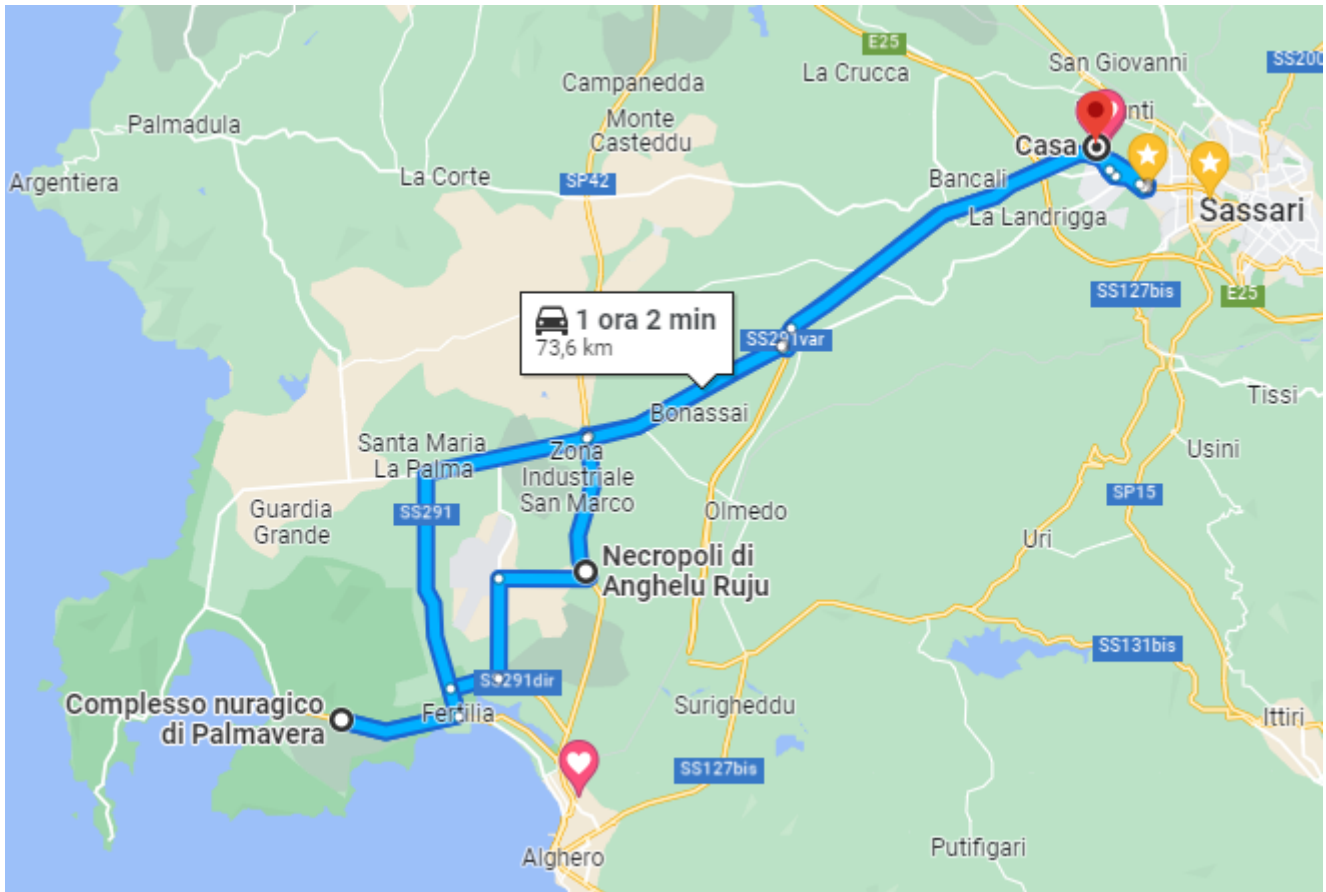 E25
San Giovanni
SS200
La Crucca
Campanedda
Monte
Casteddu
Palmadula
Casa
La Corte
Argentiera
SP42
Bancali
La Landrigga
Sassari
SS127bis
E25
1 ora 2 min
73,6 km
SS291var
Tissi
Bonassai
Santa Maria
La Palma
Zona
Industriale
San Marco
Usini
SP15
Guardia
Grande
SS291
Olmedo
Uri
Necropoli di
Anghelu Ruju
SS131bis
SS291dir
Complesso nuragico
di Palmavera
Fertilia
Surigheddu
Ittiri
SS127bis
Alghero
Putifigari